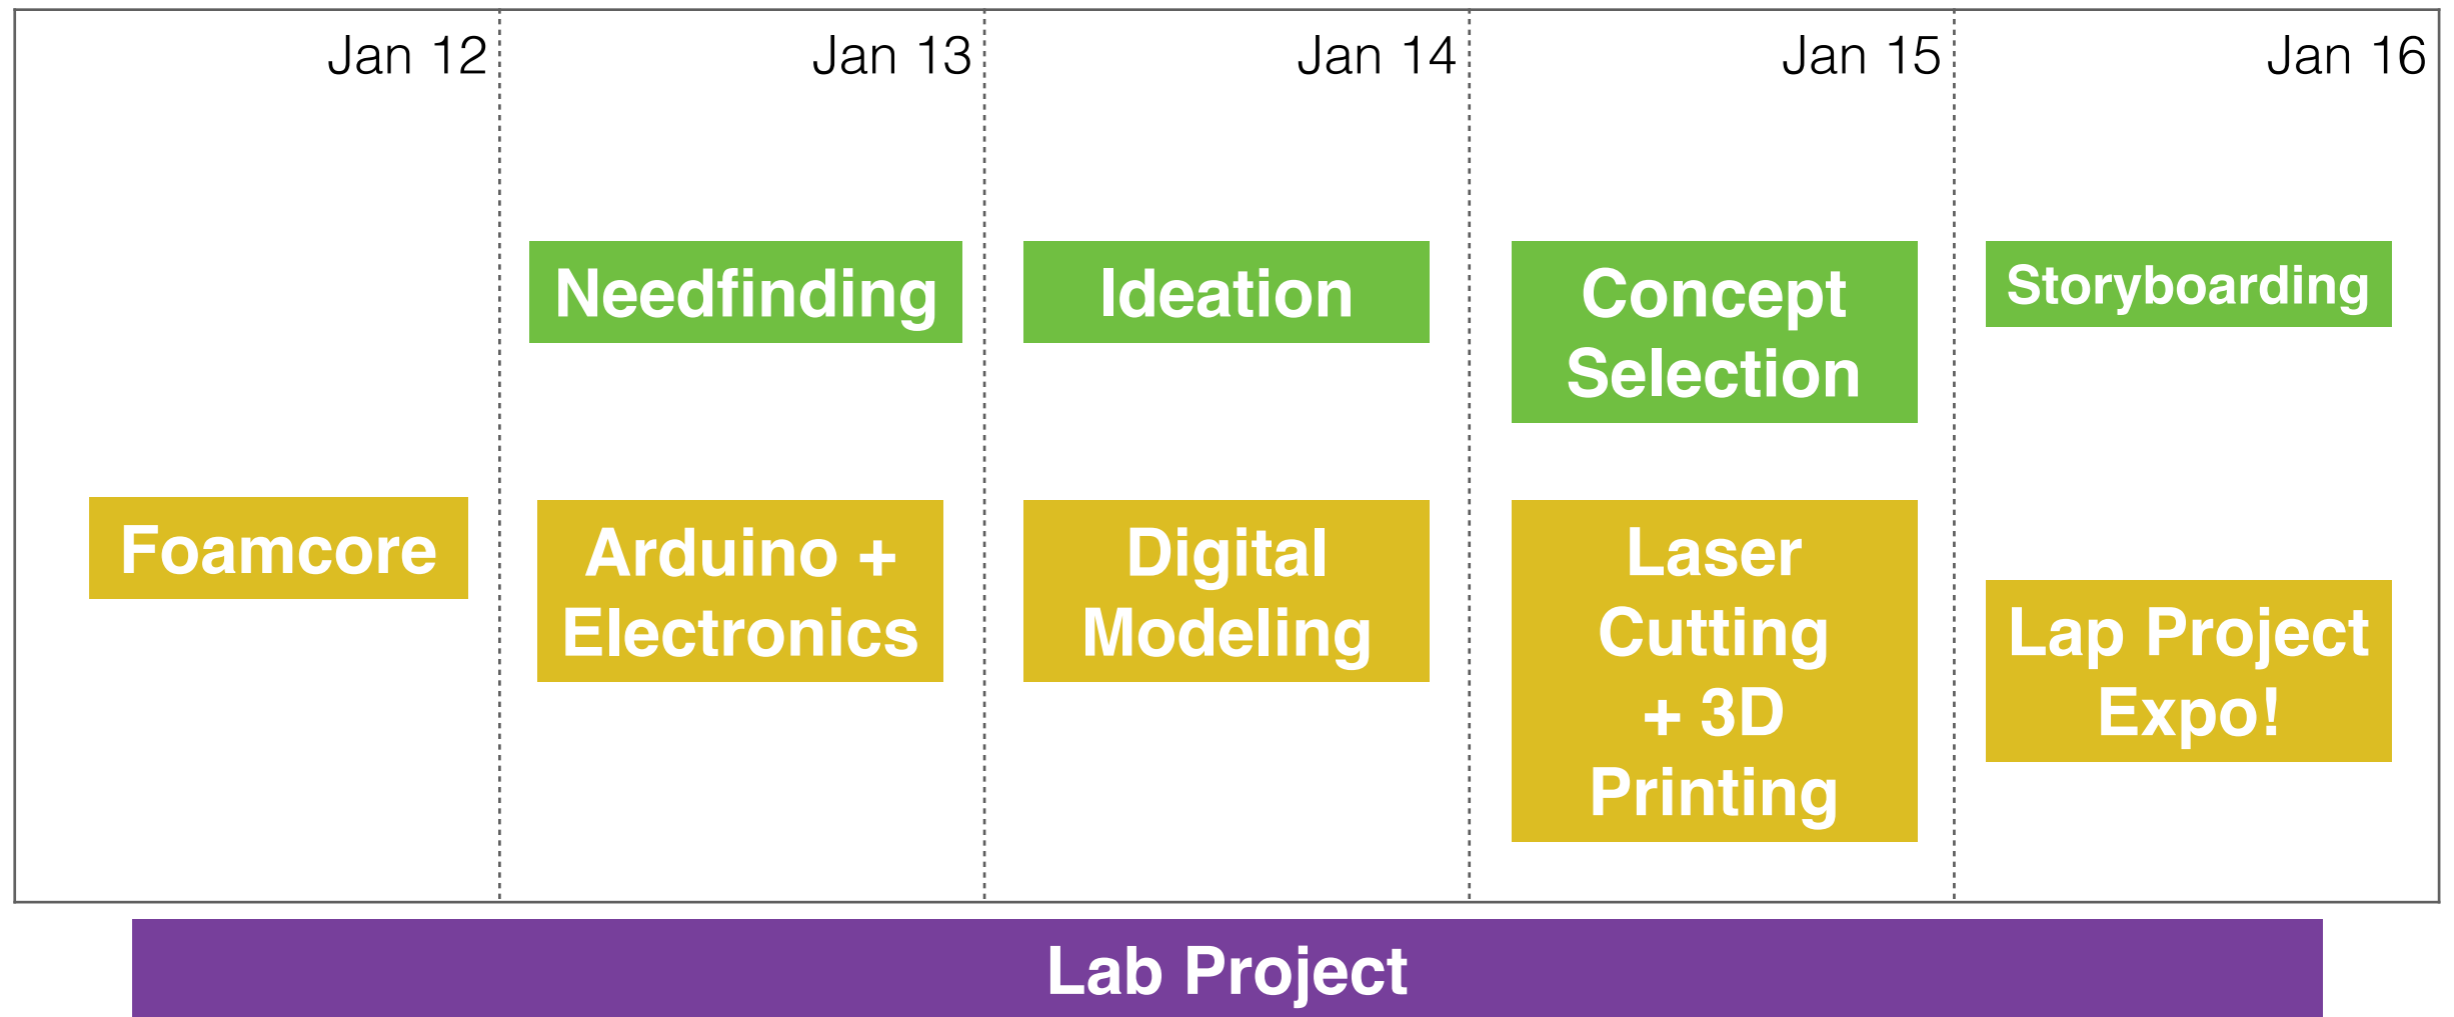 Jan 12
Jan 13
Jan 14
Jan 15
Jan 16
Needfinding
Ideation
Concept
Selection
Storyboarding
Foamcore
Arduino +
Electronics
Digital
Modeling
Laser
Cutting
+ 3D
Printing
Lap Project
Expo!
Lab Project